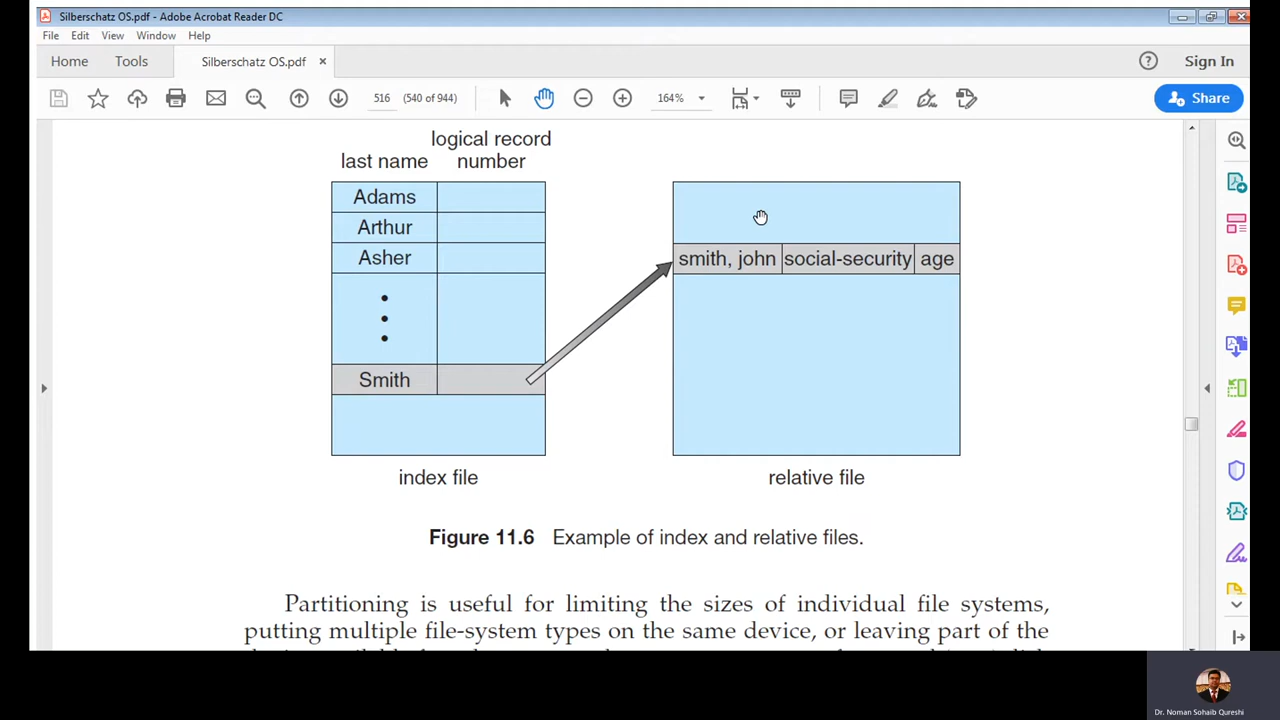 Silberschatz OS.pdf - Adobe Acrobat Reader DC
File Edit View Window Help
Home Tools Silberschatz OS.pdf × Sign In
516 (540 of 944) 164% Share
logical record
last name number
Adams
Arthur
Asher
smith, john social-security age
Smith
index file relative file
Figure 11.6 Example of index and relative files.
Partitioning is useful for limiting the sizes of individual file systems,
putting multiple file-system types on the same device, or leaving part of the
Dr. Noman Sohaib Qureshi